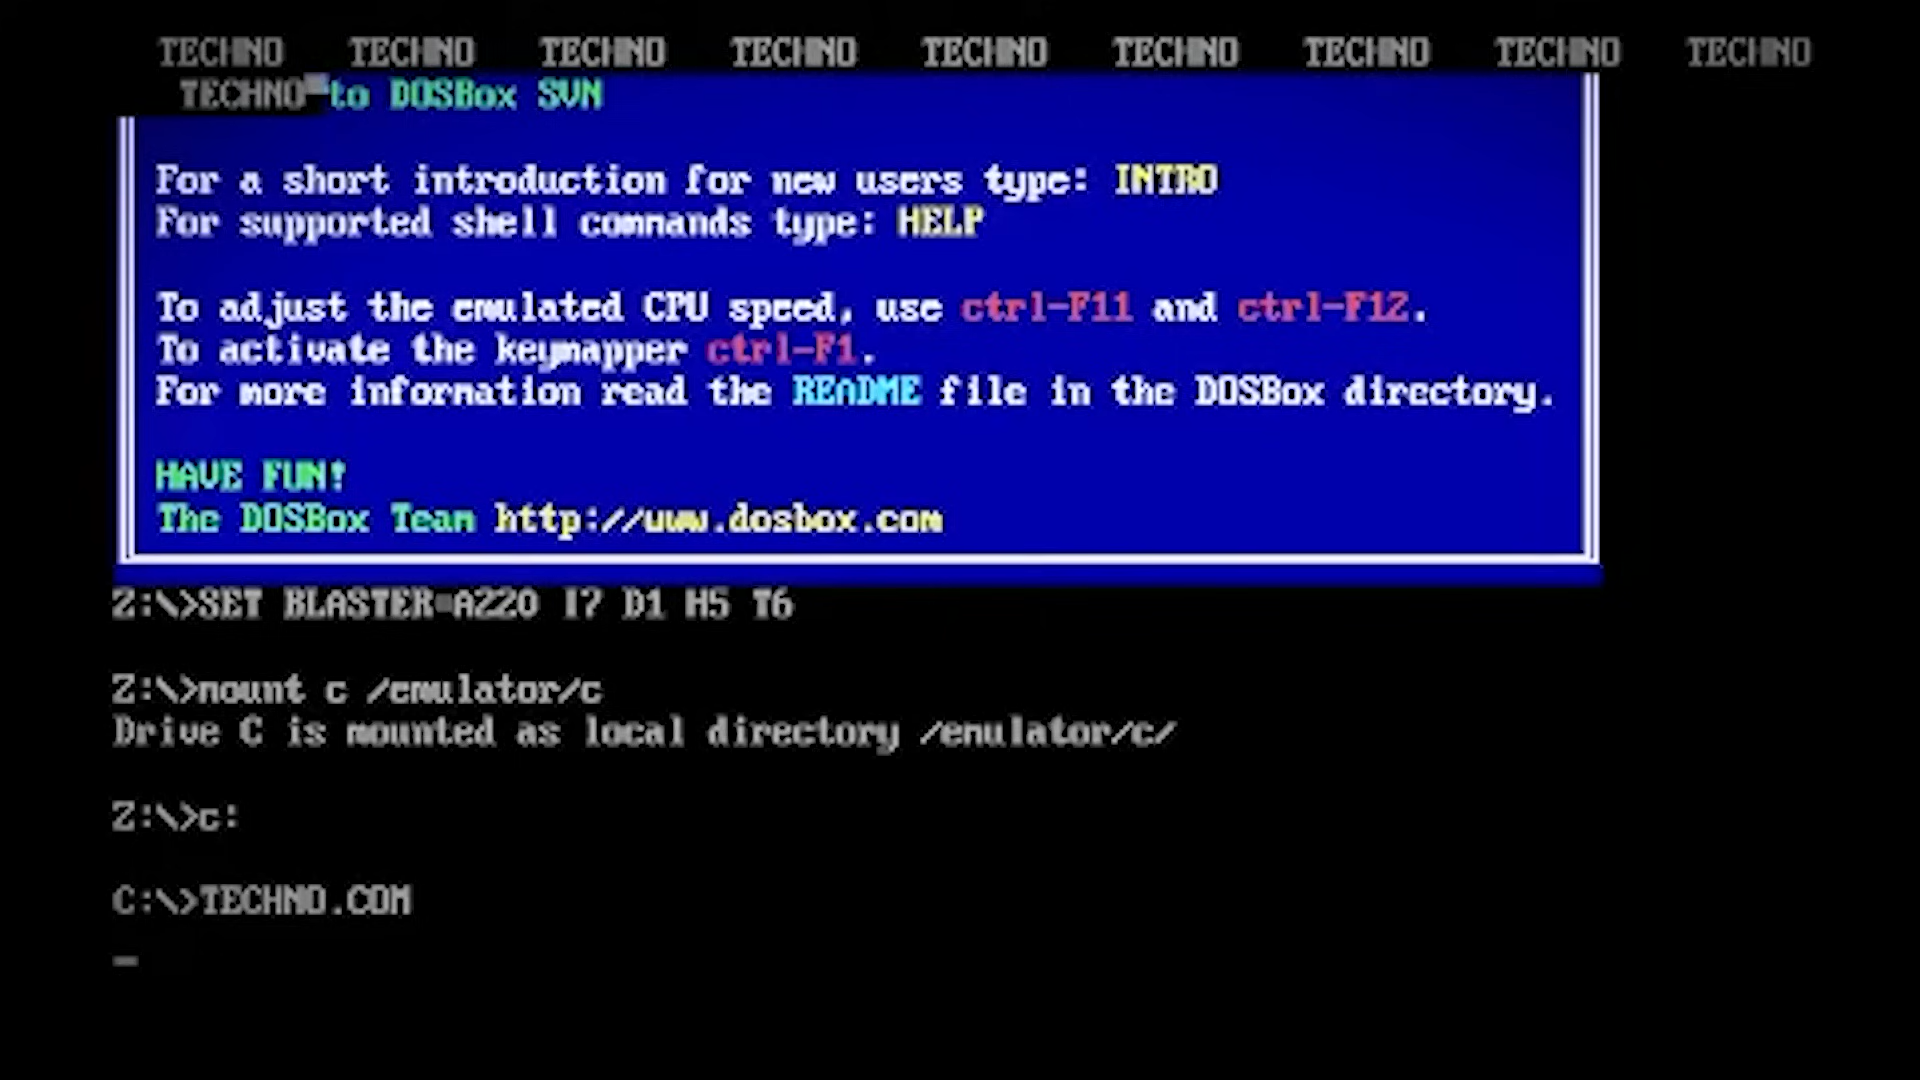 TECHNO TECHNO TECHNO TECHNO TECHNO TECHNO TECHNO TECHNO TECHNO
TECHNO to DOSBox SVN
For a short introduction for new users type: INTRO
For supported shell commands type: HELP
To adjust the emulated CPU speed, use ctrl-F11 and ctrl-F12.
To activate the keymapper ctrl-F1.
For more information read the README file in the DOSBox directory.
HAVE FUN!
The DOSBox Team http://www.dosbox.com
Z:\>SET BLASTER=A220 I7 D1 H5 T6
Z:\>mount c /emulator/c
Drive C is mounted as local directory /emulator/c/
Z:\>c:
C:\>TECHNO.COM